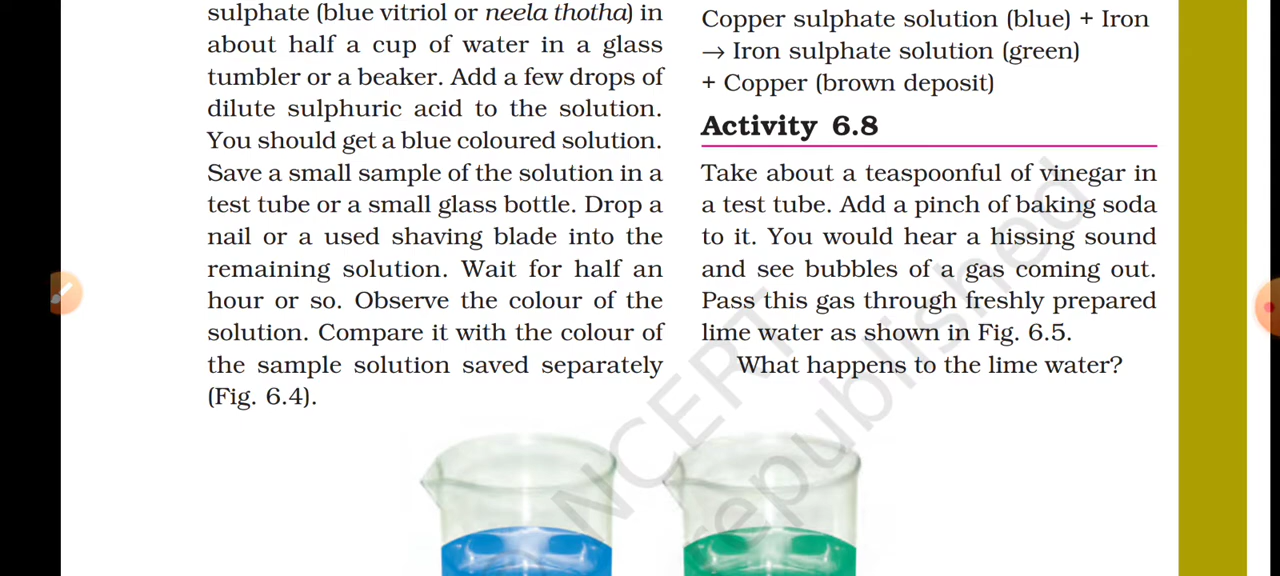 sulphate (blue vitriol or neela thotha) in
about half a cup of water in a glass
tumbler or a beaker. Add a few drops of
dilute sulphuric acid to the solution.
You should get a blue coloured solution.
Save a small sample of the solution in a
test tube or a small glass bottle. Drop a
nail or a used shaving blade into the
remaining solution. Wait for half an
hour or so. Observe the colour of the
solution. Compare it with the colour of
the sample solution saved separately
(Fig. 6.4).
Copper sulphate solution (blue) + Iron
→ Iron sulphate solution (green)
+ Copper (brown deposit)
Activity 6.8
Take about a teaspoonful of vinegar in
a test tube. Add a pinch of baking soda
to it. You would hear a hissing sound
and see bubbles of a gas coming out.
Pass this gas through freshly prepared
lime water as shown in Fig. 6.5.
What happens to the lime water?
NCERT
republished